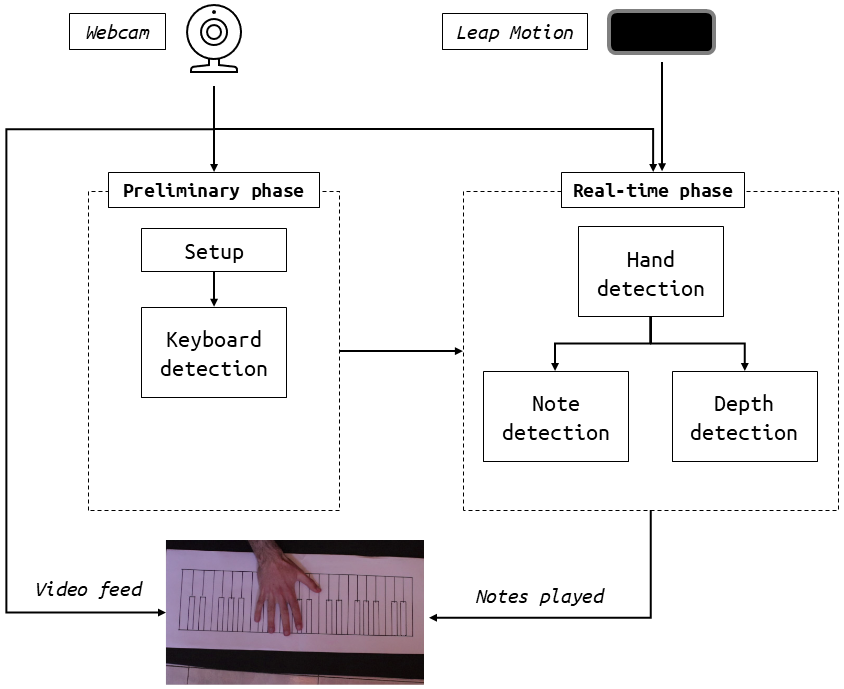 Webcam
Leap Motion
Preliminary phase
Real-time phase
Setup
Hand
detection
Keyboard
detection
Note
detection
Depth
detection
Video feed
Notes played